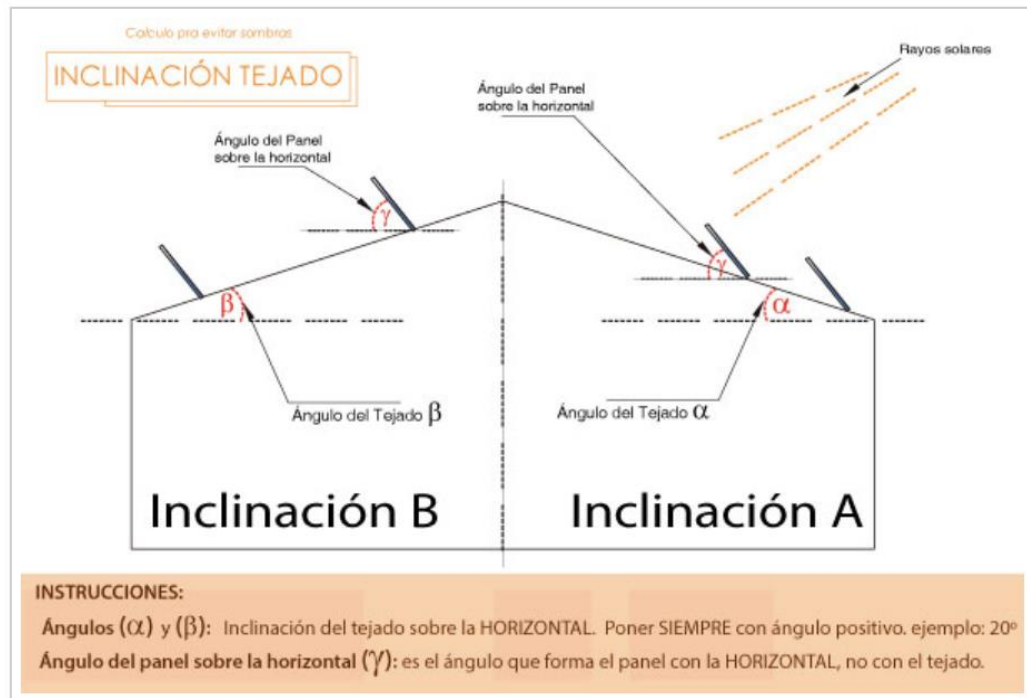 Calculo pra evitar sombras
INCLINACIÓN TEJADO
Rayos solares
Ángulo del Panel
sobre la horizontal
Ángulo del Panel
sobre la horizontal
γ
γ
β
α
Ángulo del Tejado β
Ángulo del Tejado α
Inclinación B
Inclinación A
INSTRUCCIONES:
Ángulos (α) y (β): Inclinación del tejado sobre la HORIZONTAL. Poner SIEMPRE con ángulo positivo. ejemplo: 20º
Ángulo del panel sobre la horizontal (γ): es el ángulo que forma el panel con la HORIZONTAL, no con el tejado.